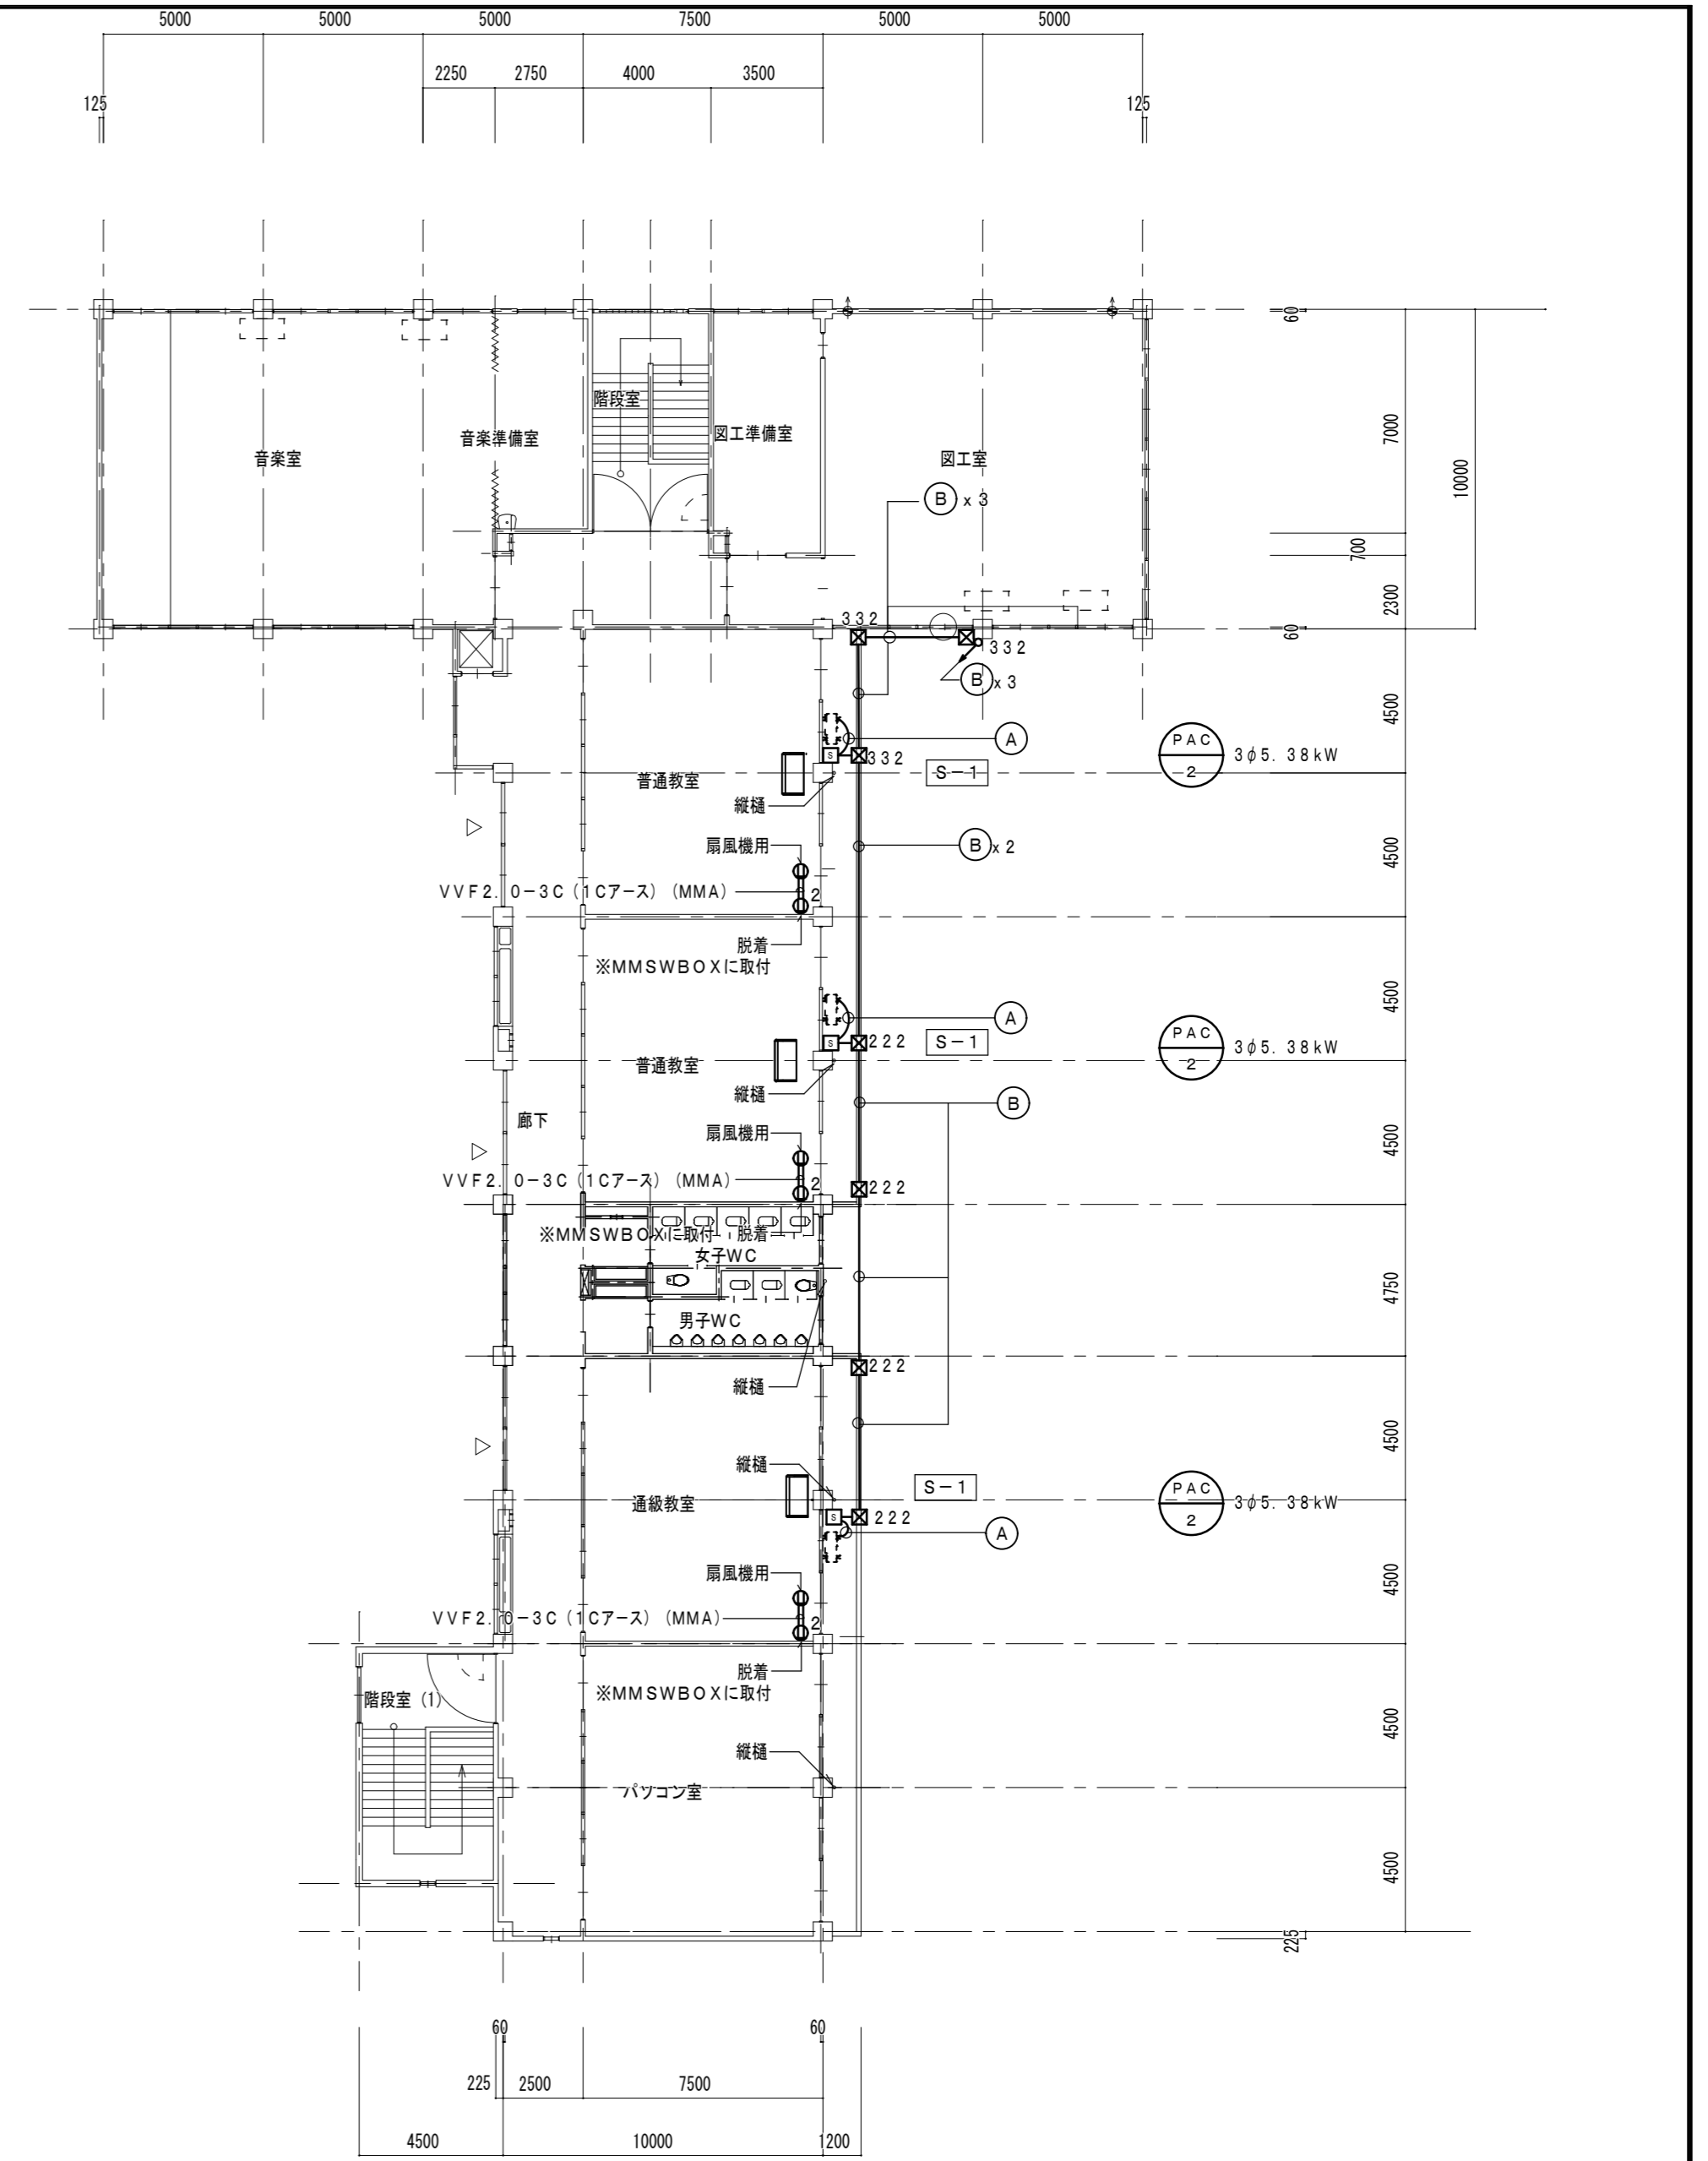 5000 5000 5000 7500 5000 5000
2250 2750 4000 3500
125 125
60
階段室
音楽準備室 図工準備室
音楽室 図工室
7000
10000
B x 3
700
2300
332
60
332
B x 3
4500
A
PAC
2
3φ5.38kW
332
S-1
普通教室
縦樋
扇風機用
B x 2
4500
VVF2.0-3C(1Cアース)(MMA)
2
脱着
※MMSWBOXに取付
4500
A
S
222
S-1
PAC
2
3φ5.38kW
普通教室
縦樋
B
廊下
扇風機用
4500
VVF2.0-3C(1Cアース)(MMA)
2
222
※MMSWBOXに取付 脱着
女子WC
4750
男子WC
222
縦樋
4500
縦樋
S-1
PAC
2
3φ5.38kW
通級教室
S
222
A
扇風機用
4500
VVF2.0-3C(1Cアース)(MMA)
2
脱着
※MMSWBOXに取付
階段室(1)
4500
縦樋
パソコン室
4500
225
60 60
225 2500 7500
4500 10000 1200